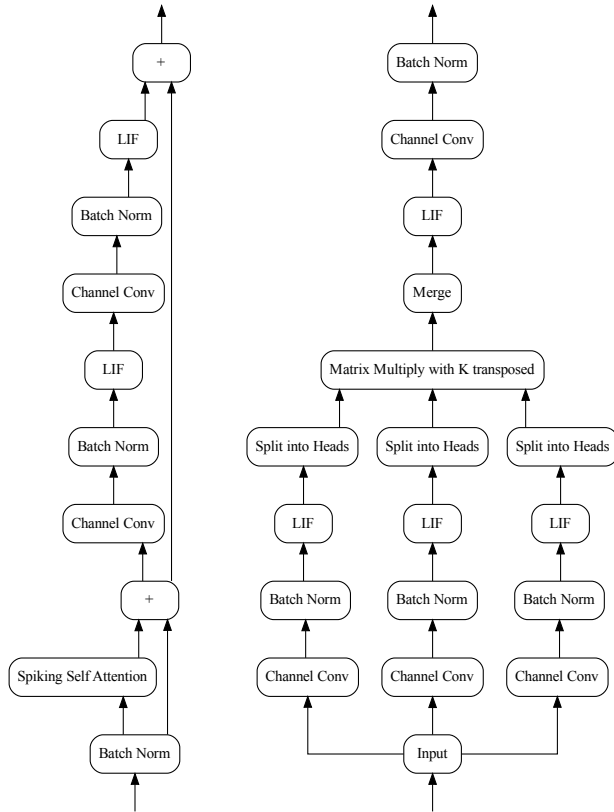 +
LIF
Batch Norm
Channel Conv
LIF
Batch Norm
Channel Conv
+
Spiking Self Attention
Batch Norm
Batch Norm
Channel Conv
LIF
Merge
Matrix Multiply with K transposed
Split into Heads Split into Heads Split into Heads
LIF LIF LIF
Batch Norm Batch Norm Batch Norm
Channel Conv Channel Conv Channel Conv
Input